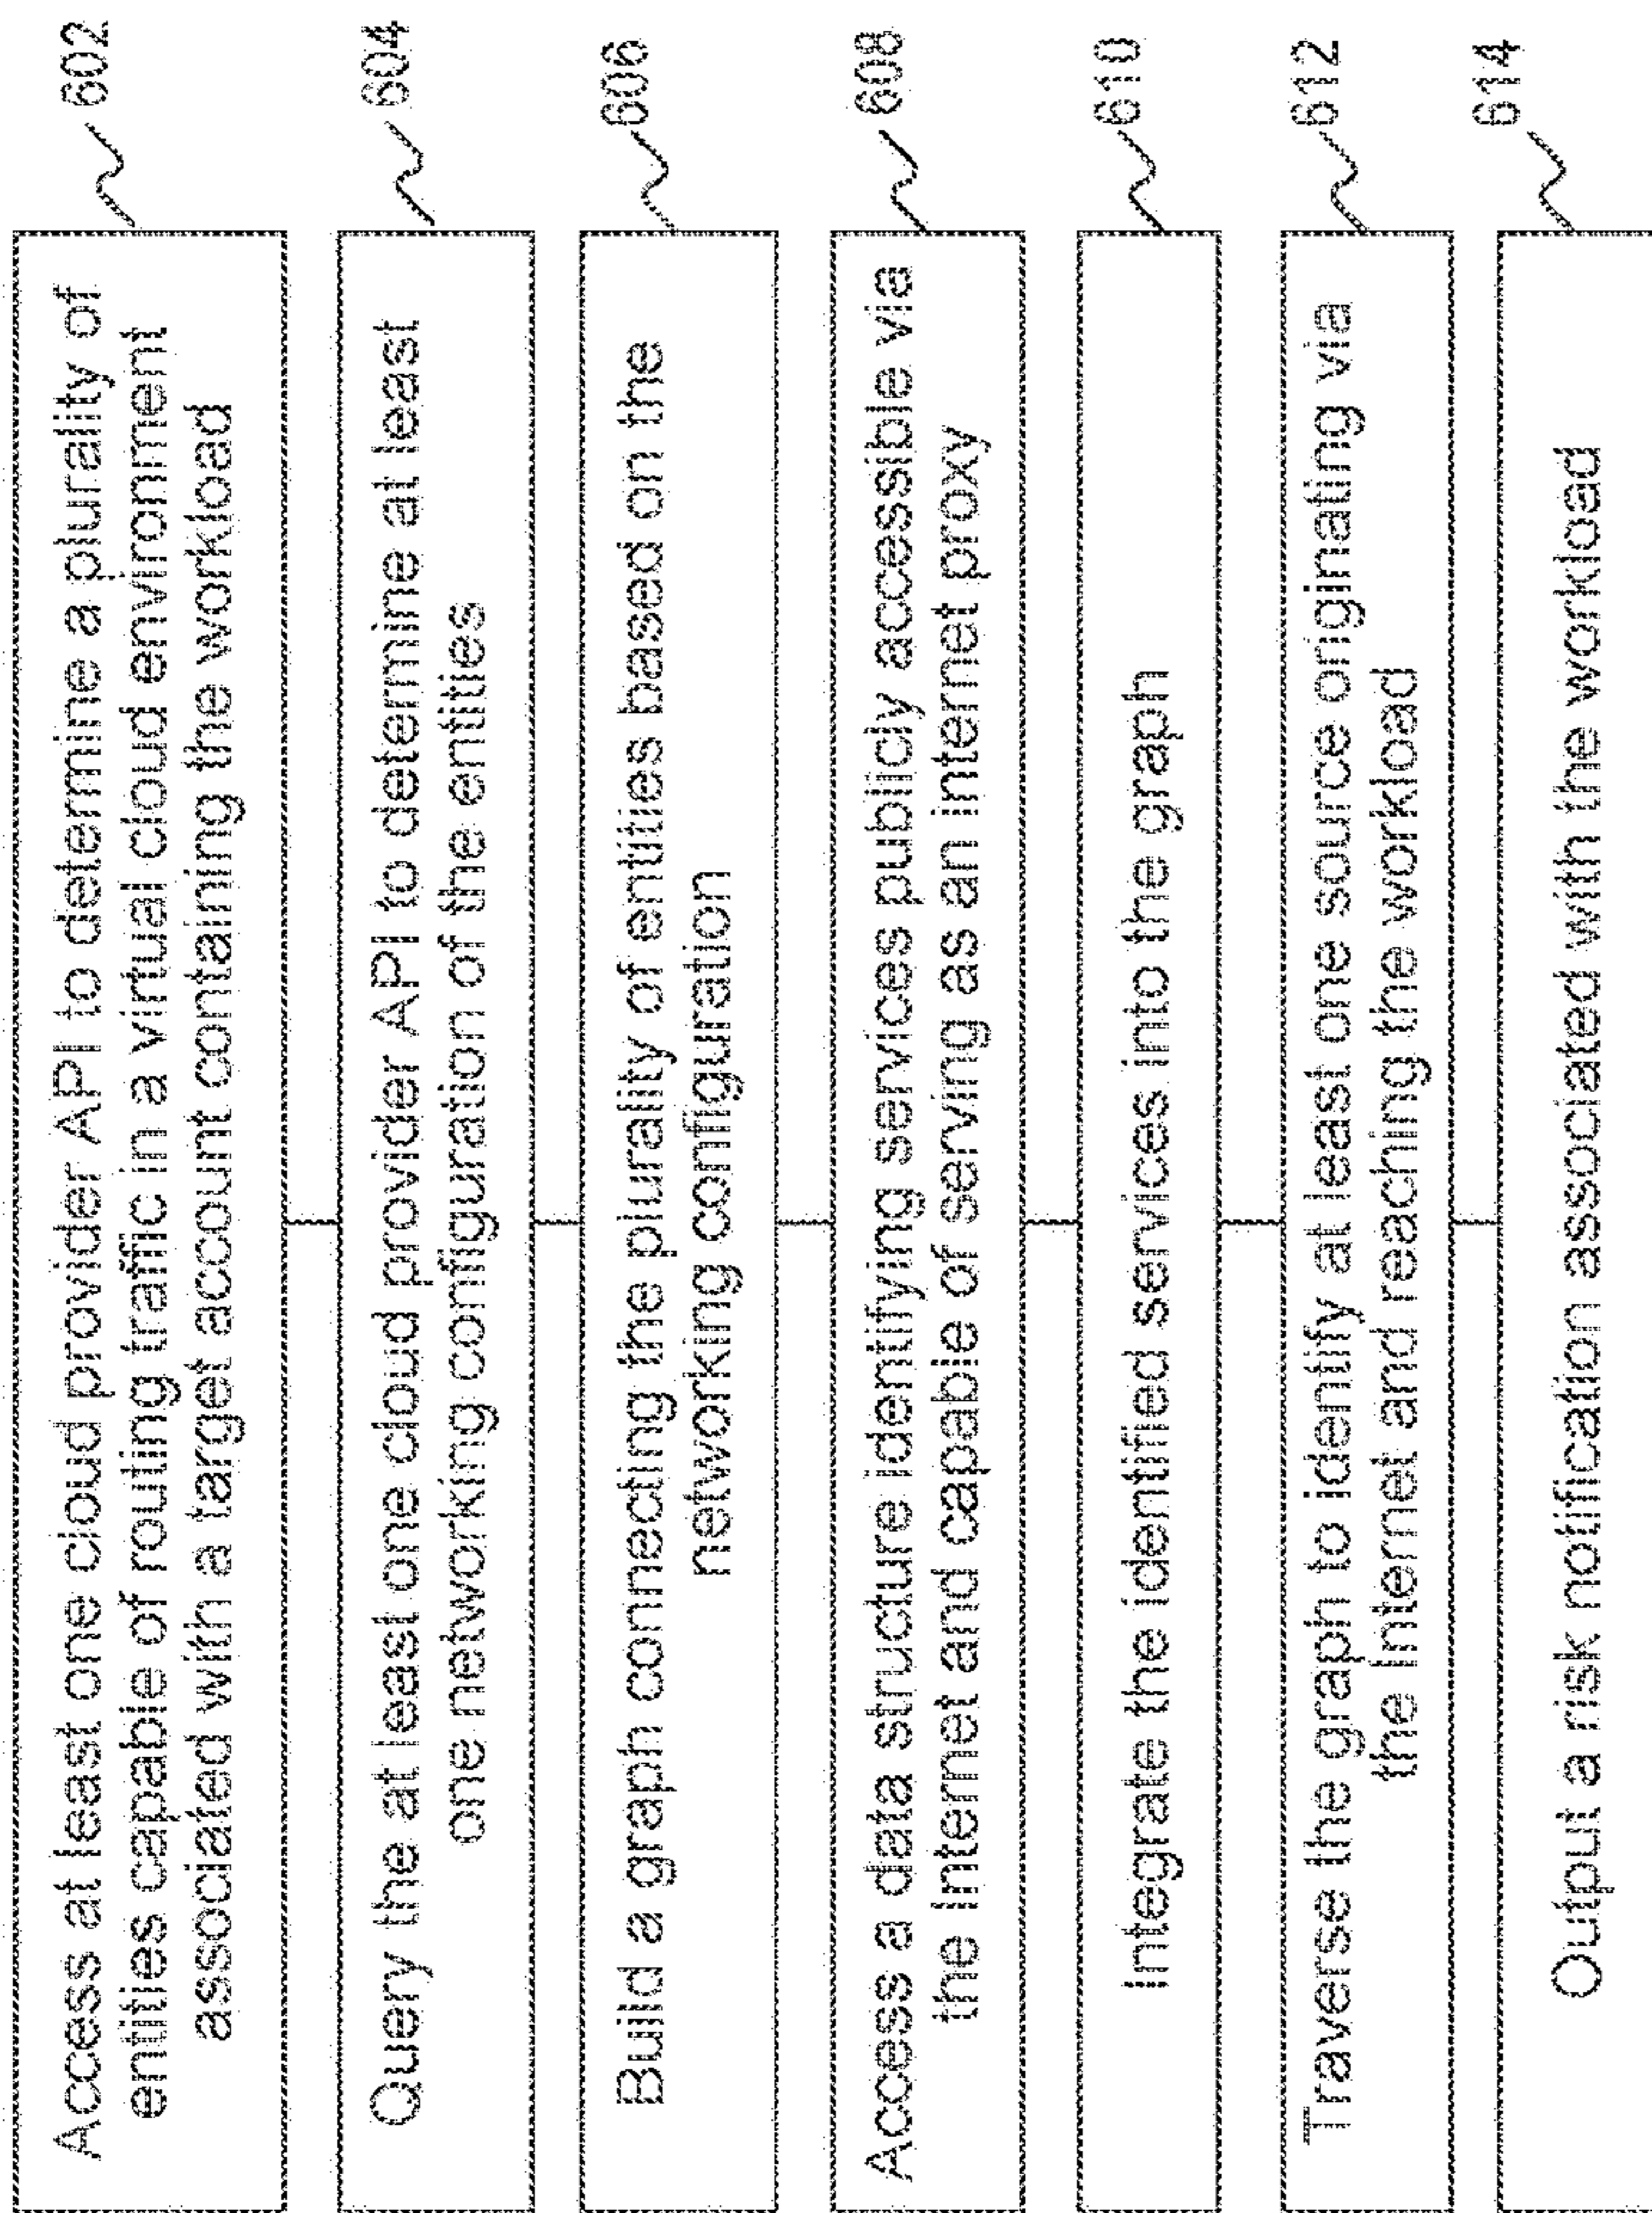 Access at least one cloud provider API to determine a plurality of
entities capable of routing traffic in a virtual cloud environment
associated with a target account containing the workload
602
Query the at least one cloud provider API to determine at least
one networking configuration of the entities
604
Build a graph connecting the plurality of entities based on the
networking configuration
606
Access a data structure identifying services publicly accessible via
the Internet and capable of serving as an internet proxy
608
integrate the identified services into the graph
610
Traverse the graph to identify at least one source originating via
the Internet and reaching the workload
612
Output a risk notification associated with the workload
614